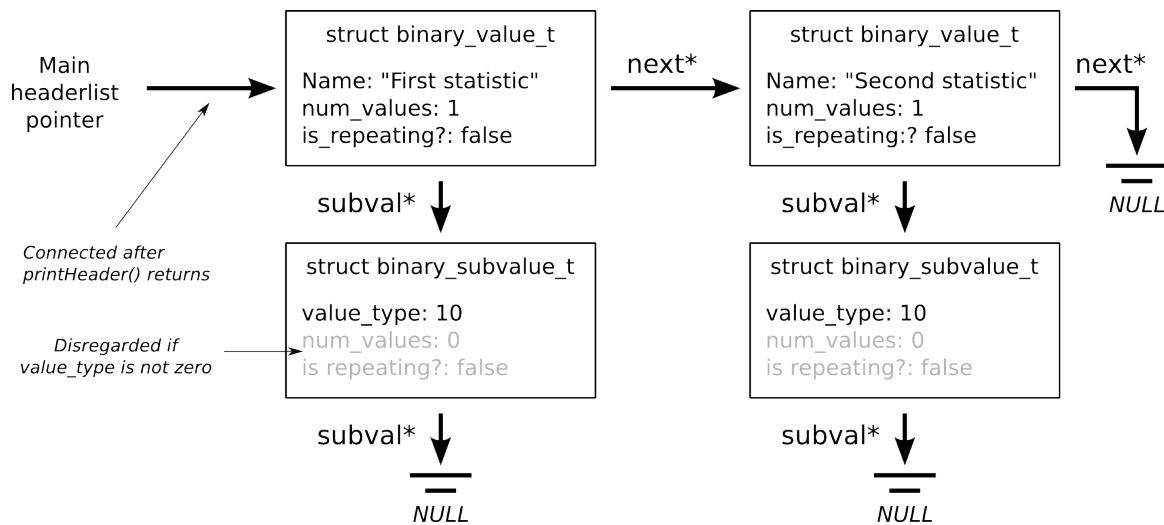 Main
headerlist
pointer
struct binary_value_t
Name: "First statistic"
num_values: 1
is_repeating?: false
next*
struct binary_value_t
Name: "Second statistic"
num_values: 1
is_repeating:? false
next*
NULL
Connected after
printHeader() returns
subval*
subval*
struct binary_subvalue_t
value_type: 10
num_values: 0
is repeating?: false
struct binary_subvalue_t
value_type: 10
num_values: 0
is repeating?: false
Disregarded if
value_type is not zero
subval*
NULL
subval*
NULL